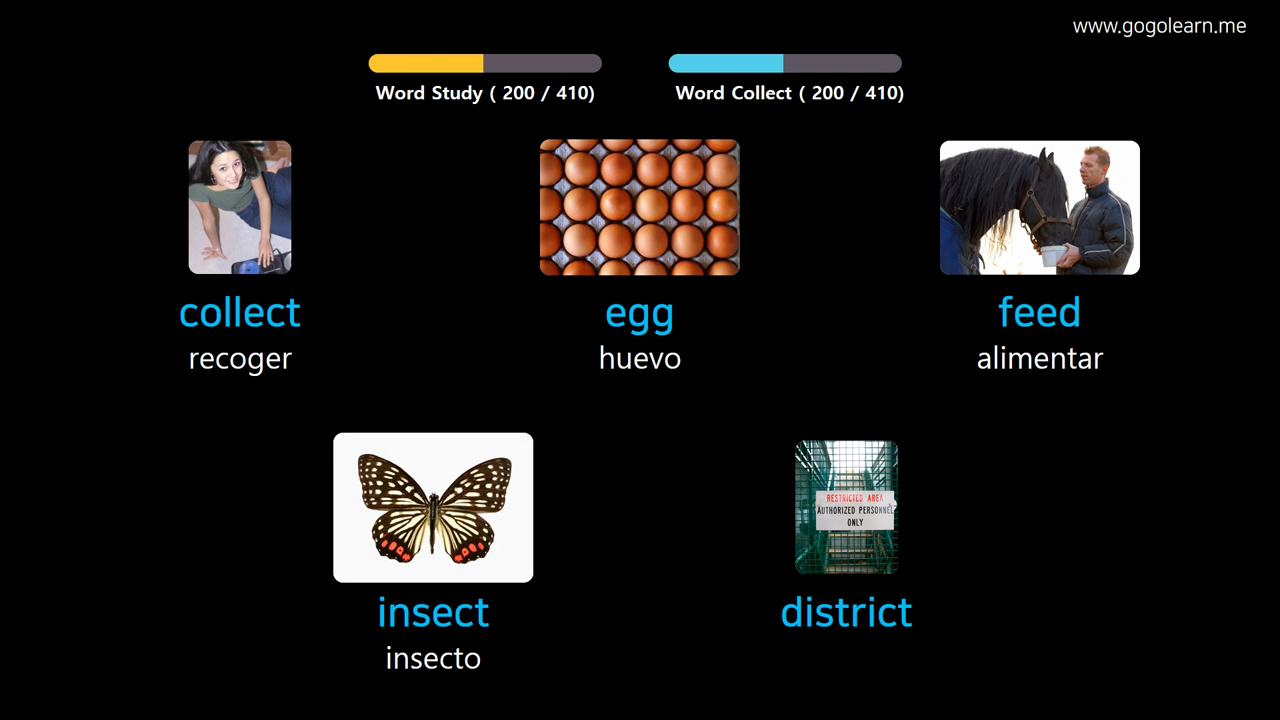 www.gogolearn.me
Word Study ( 200 / 410)
Word Collect ( 200 / 410)
collect
recoger
egg
huevo
feed
alimentar
insect
insecto
RESTRICTED AREA
AUTHORIZED PERSONNEL
ONLY
district